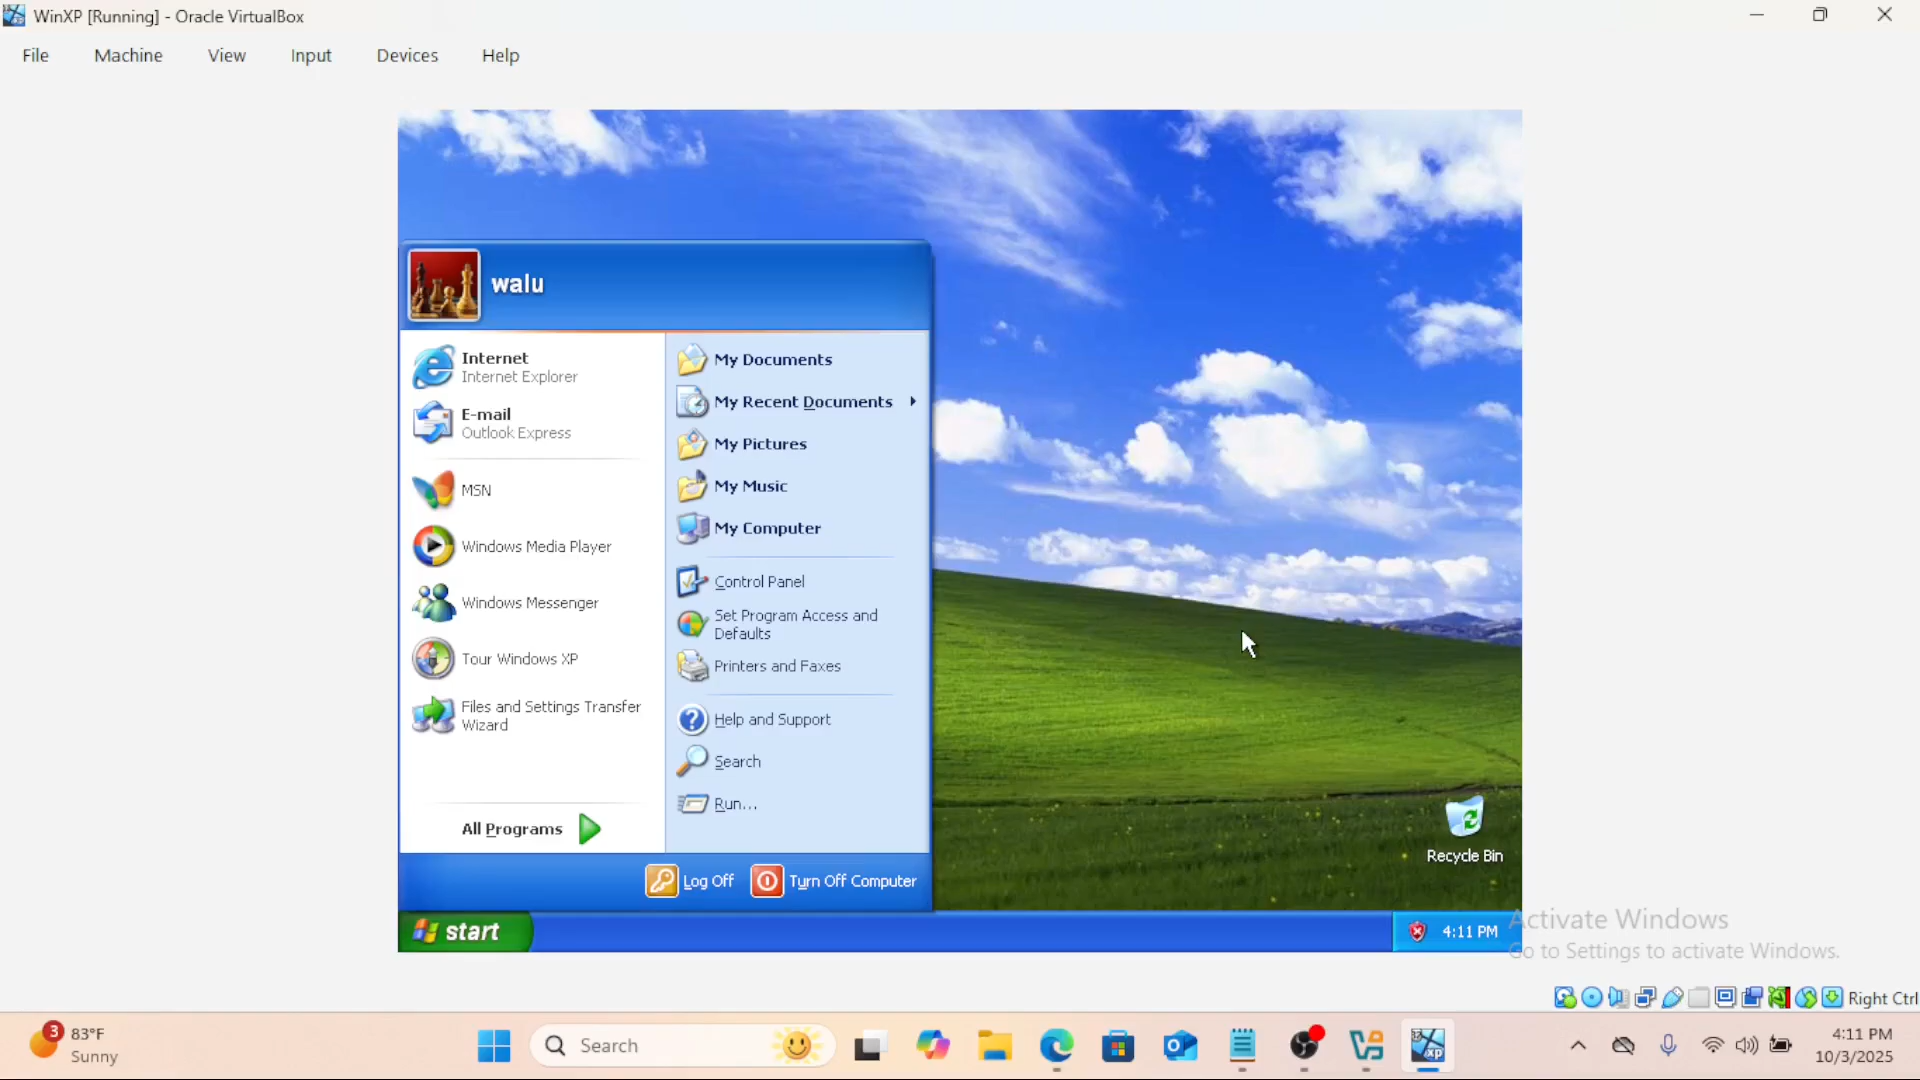 WinXP [Running] - Oracle VirtualBox
File Machine View Input Devices Help
walu
Internet
Internet Explorer
E-mail
Outlook Express
MSN
Windows Media Player
Windows Messenger
Tour Windows XP
Files and Settings Transfer
Wizard
All Programs
My Documents
My Recent Documents
My Pictures
My Music
My Computer
Control Panel
Set Program Access and
Defaults
Printers and Faxes
Help and Support
Search
Run...
Log Off Turn Off Computer
Recycle Bin
start
4:11 PM
Activate Windows
Go to Settings to activate Windows.
Right Ctrl
3
83°F
Sunny
Search
xp
4:11 PM
10/3/2025